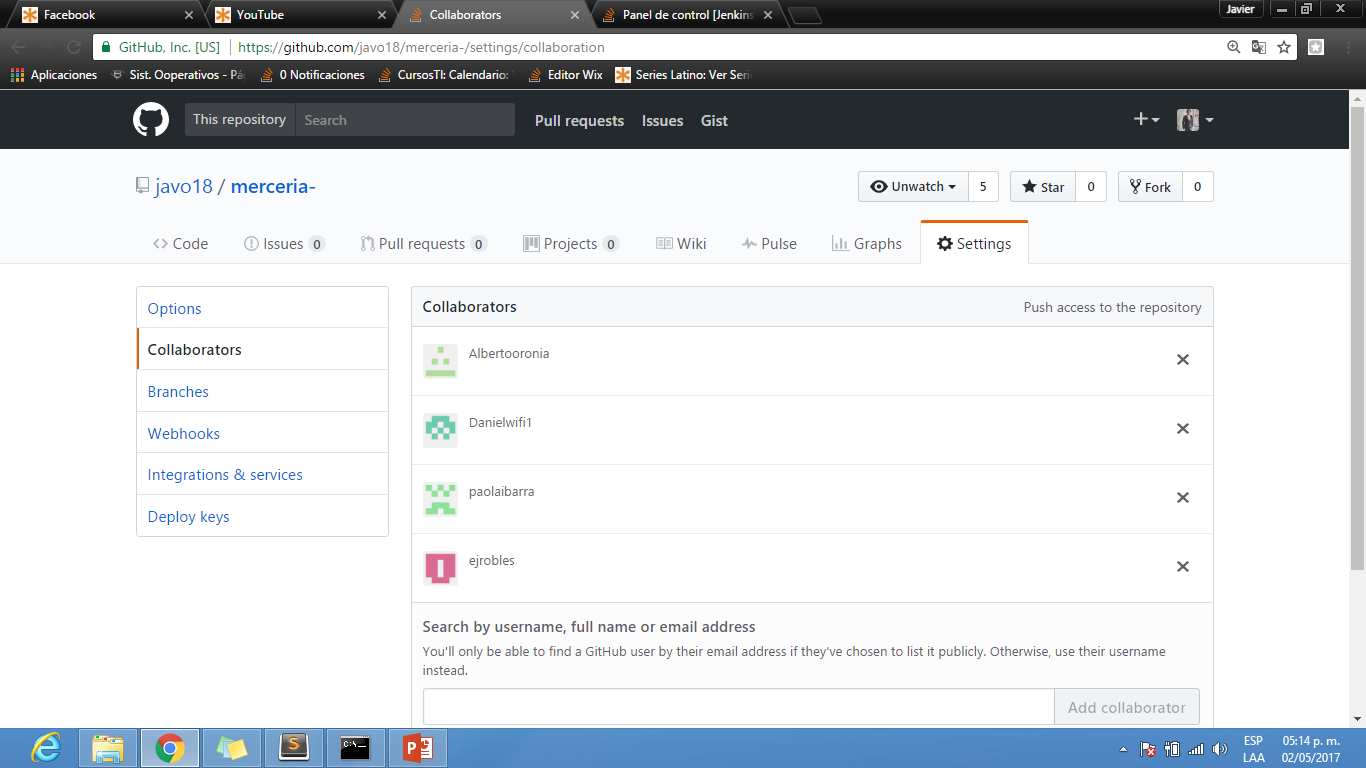 Facebook
YouTube
Collaborators
Panel de control [Jenkins
Javier
GitHub, Inc. [US] https://github.com/javo18/merceria-/settings/collaboration
Aplicaciones Sist. Ooperativos - Pá 0 Notificaciones CursosTI: Calendario: Editor Wix Series Latino: Ver Seri
This repository Search Pull requests Issues Gist
javo18 / merceria-
Unwatch 5 Star 0 Fork 0
Code Issues 0 Pull requests 0 Projects 0 Wiki Pulse Graphs Settings
Options
Collaborators
Branches
Webhooks
Integrations & services
Deploy keys
Collaborators Push access to the repository
Albertooronia
Danielwifi1
paolaibarra
ejrobles
Search by username, full name or email address
You'll only be able to find a GitHub user by their email address if they've chosen to list it publicly. Otherwise, use their username
instead.
Add collaborator
ESP 05:14 p. m.
LAA 02/05/2017